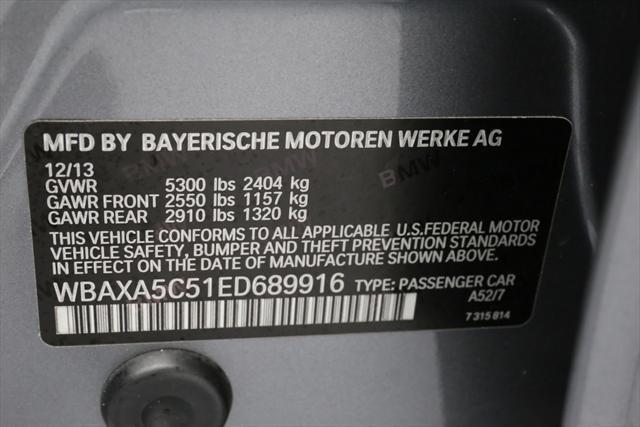 MFD BY BAYERISCHE MOTOREN WERKE AG
12/13
GVWR 5300 lbs 2404 kg
GAWR FRONT 2550 lbs 1157 kg
GAWR REAR 2910 lbs 1320 kg
THIS VEHICLE CONFORMS TO ALL APPLICABLE U.S.FEDERAL MOTOR
VEHICLE SAFETY, BUMPER AND THEFT PREVENTION STANDARDS
IN EFFECT ON THE DATE OF MANUFACTURE SHOWN ABOVE.
WBAXA5C51ED689916 TYPE: PASSENGER CAR
A52/7
7 315 814
BMW
BMW